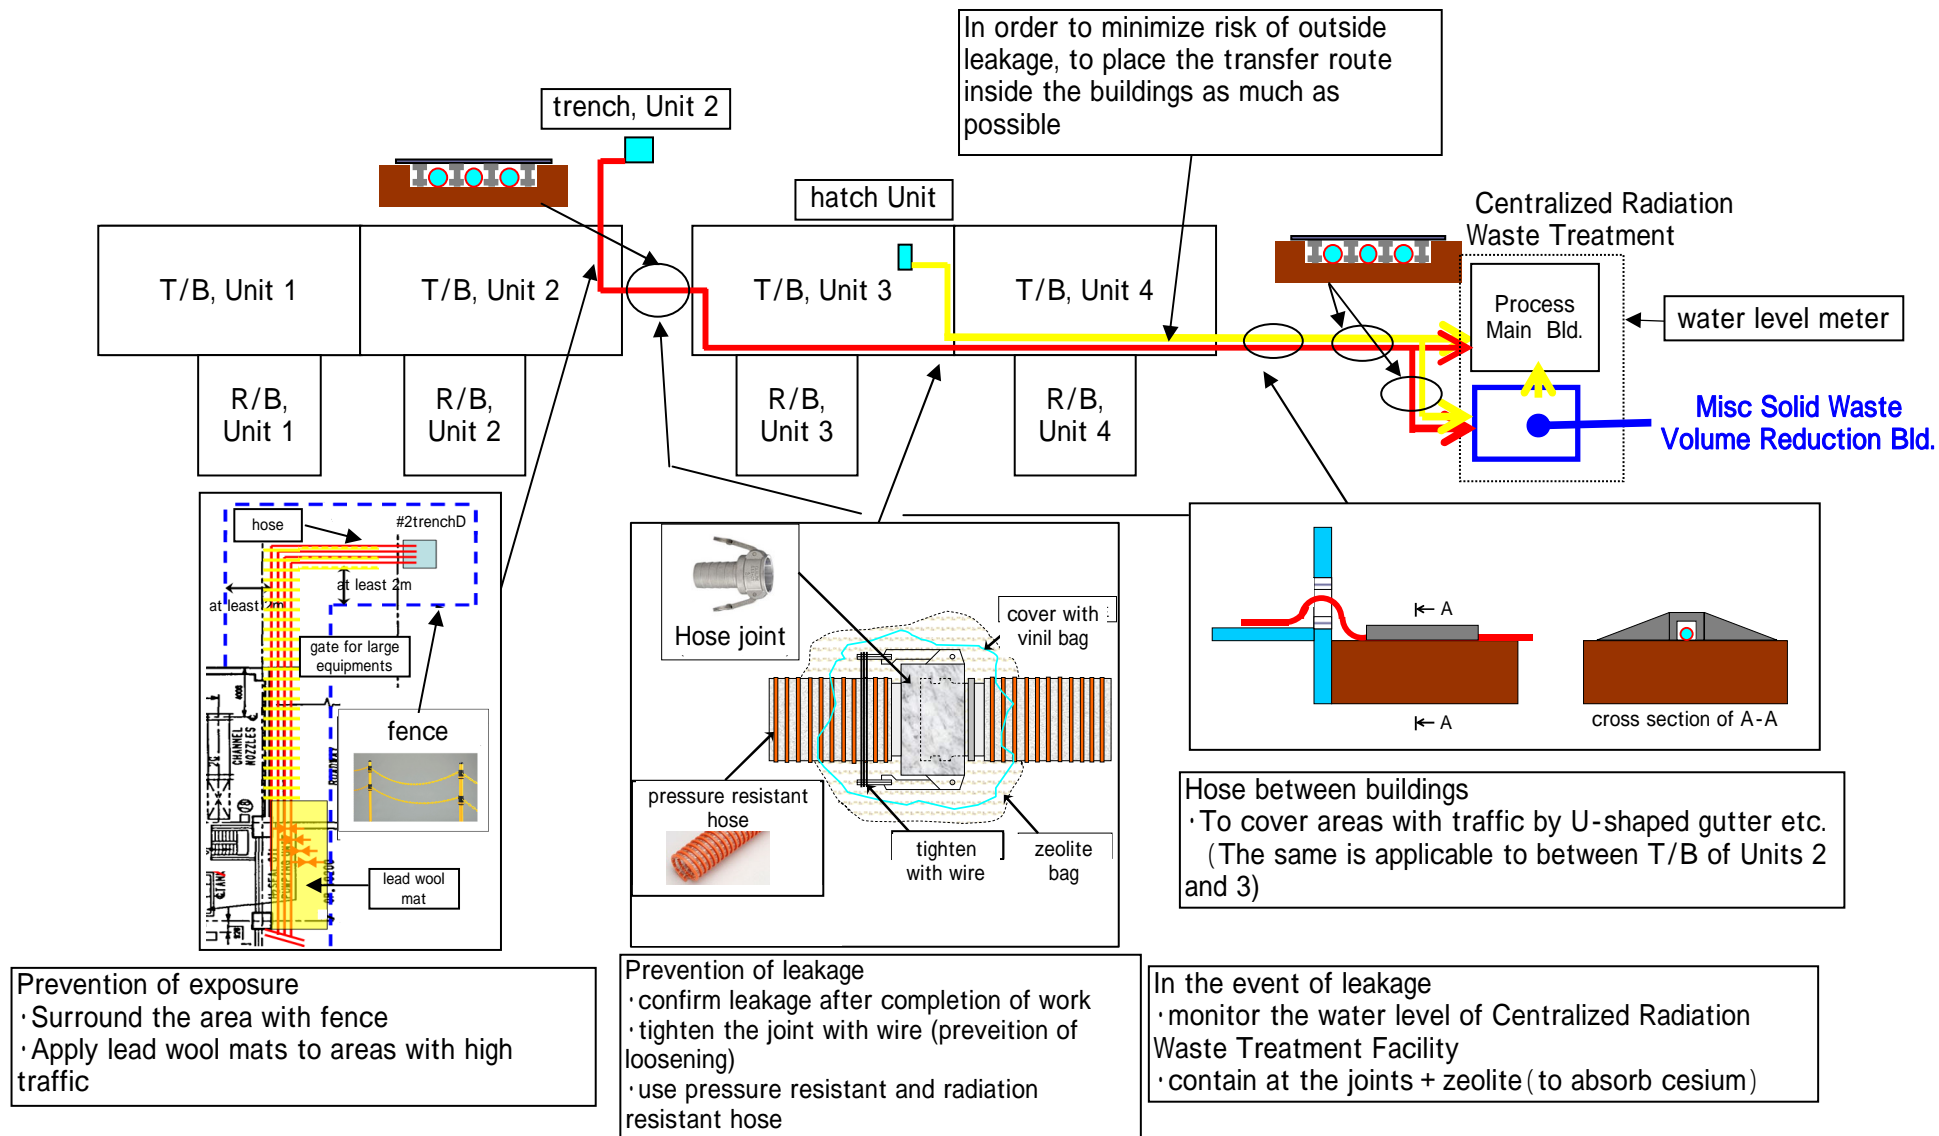 In order to minimize risk of outside
leakage, to place the transfer route
inside the buildings as much as
possible
trench, Unit 2
hatch Unit
Centralized Radiation
Waste Treatment
T/B, Unit 1
T/B, Unit 2
T/B, Unit 3
T/B, Unit 4
Process
Main Bld.
water level meter
R/B,
Unit 1
R/B,
Unit 2
R/B,
Unit 3
R/B,
Unit 4
Misc Solid Waste
Volume Reduction Bld.
hose
#2trenchD
at least 2m
at least 2m
gate for large
equipments
CHANNEL
NOZZLES
fence
lead wool
mat
Hose joint
cover with
vinil bag
pressure resistant
hose
tighten
with wire
zeolite
bag
A
A
cross section of A-A
Hose between buildings
・To cover areas with traffic by U-shaped gutter etc.
(The same is applicable to between T/B of Units 2
and 3)
Prevention of exposure
・Surround the area with fence
・Apply lead wool mats to areas with high
traffic
Prevention of leakage
・confirm leakage after completion of work
・tighten the joint with wire (preveition of
loosening)
・use pressure resistant and radiation
resistant hose
In the event of leakage
・monitor the water level of Centralized Radiation
Waste Treatment Facility
・contain at the joints + zeolite(to absorb cesium)